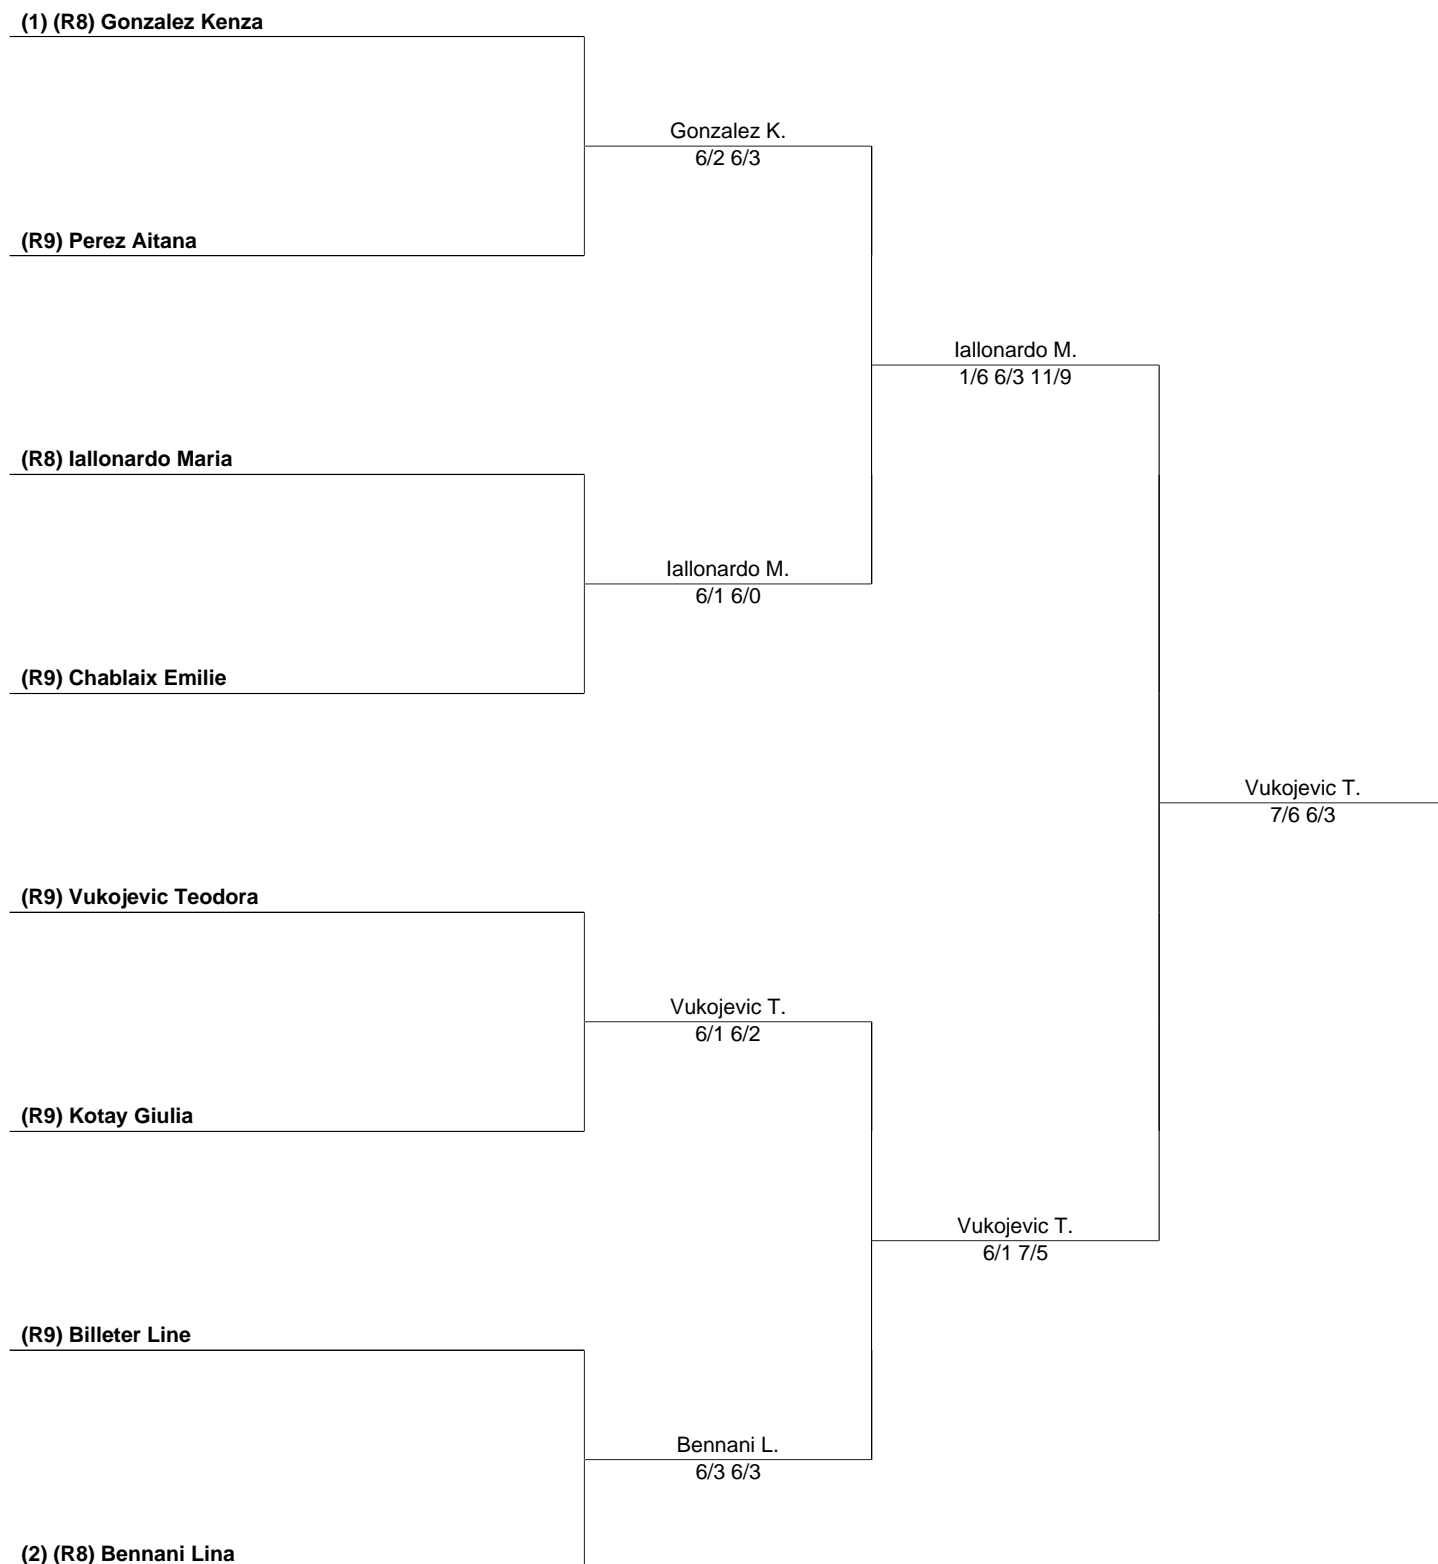 (1) (R8) Gonzalez Kenza
Gonzalez K.
6/2 6/3
(R9) Perez Aitana
Iallonardo M.
1/6 6/3 11/9
(R8) Iallonardo Maria
Iallonardo M.
6/1 6/0
(R9) Chablaix Emilie
Vukojevic T.
7/6 6/3
(R9) Vukojevic Teodora
Vukojevic T.
6/1 6/2
(R9) Kotay Giulia
Vukojevic T.
6/1 7/5
(R9) Billeter Line
Bennani L.
6/3 6/3
(2) (R8) Bennani Lina